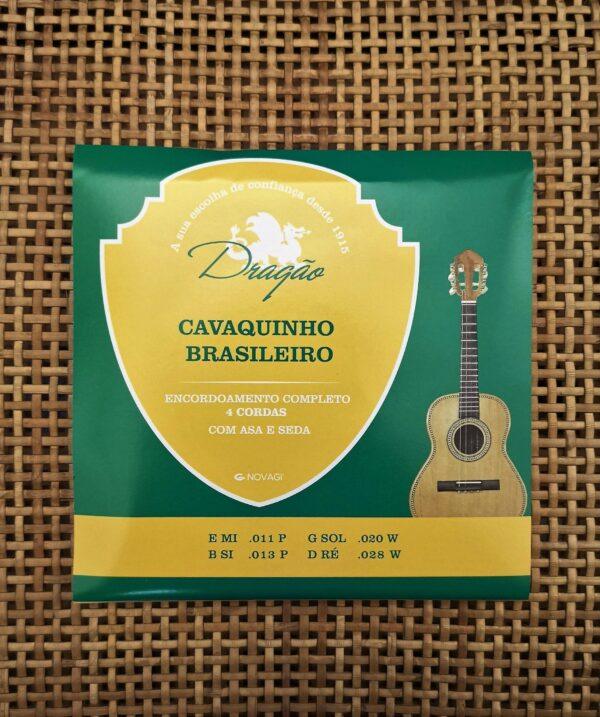 A sua escolha de confiança desde 1915
Dragão
CAVAQUINHO
BRASILEIRO
ENCORDOAMENTO COMPLETO
4 CORDAS
COM ASA E SEDA
NOVAGI
E MI .011 P G SOL .020 W
B SI .013 P D RÉ .028 W